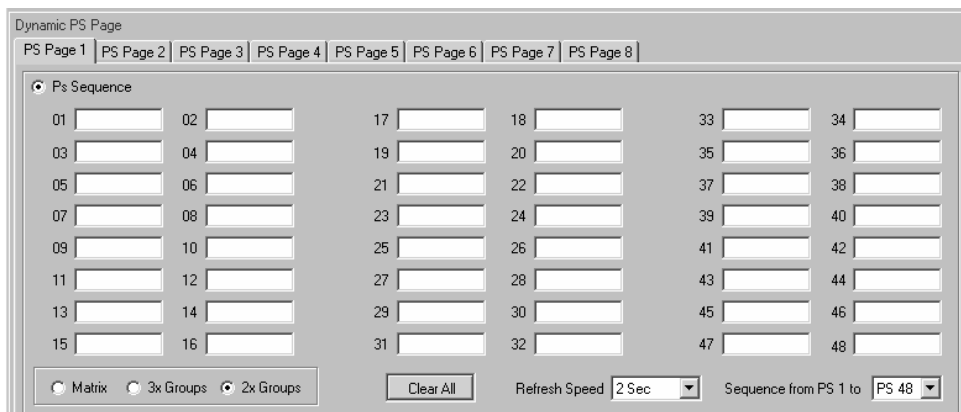 Dynamic PS Page
PS Page 1 PS Page 2 PS Page 3 PS Page 4 PS Page 5 PS Page 6 PS Page 7 PS Page 8
Ps Sequence
01 02 17 18 33 34
03 04 19 20 35 36
05 06 21 22 37 38
07 08 23 24 39 40
09 10 25 26 41 42
11 12 27 28 43 44
13 14 29 30 45 46
15 16 31 32 47 48
Matrix 3x Groups 2x Groups Clear All Refresh Speed 2 Sec Sequence from PS 1 to PS 48